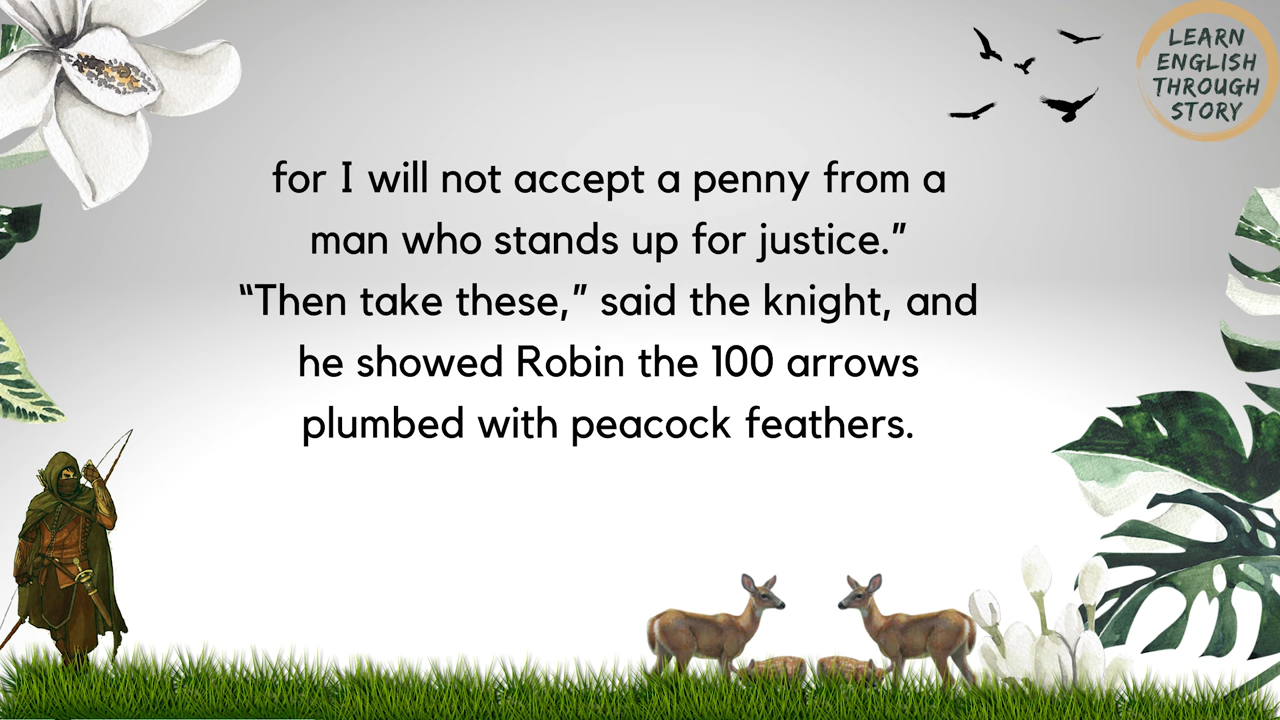 LEARN
ENGLISH
THROUGH
STORY
for I will not accept a penny from a
man who stands up for justice.”
“Then take these,” said the knight, and
he showed Robin the 100 arrows
plumbed with peacock feathers.